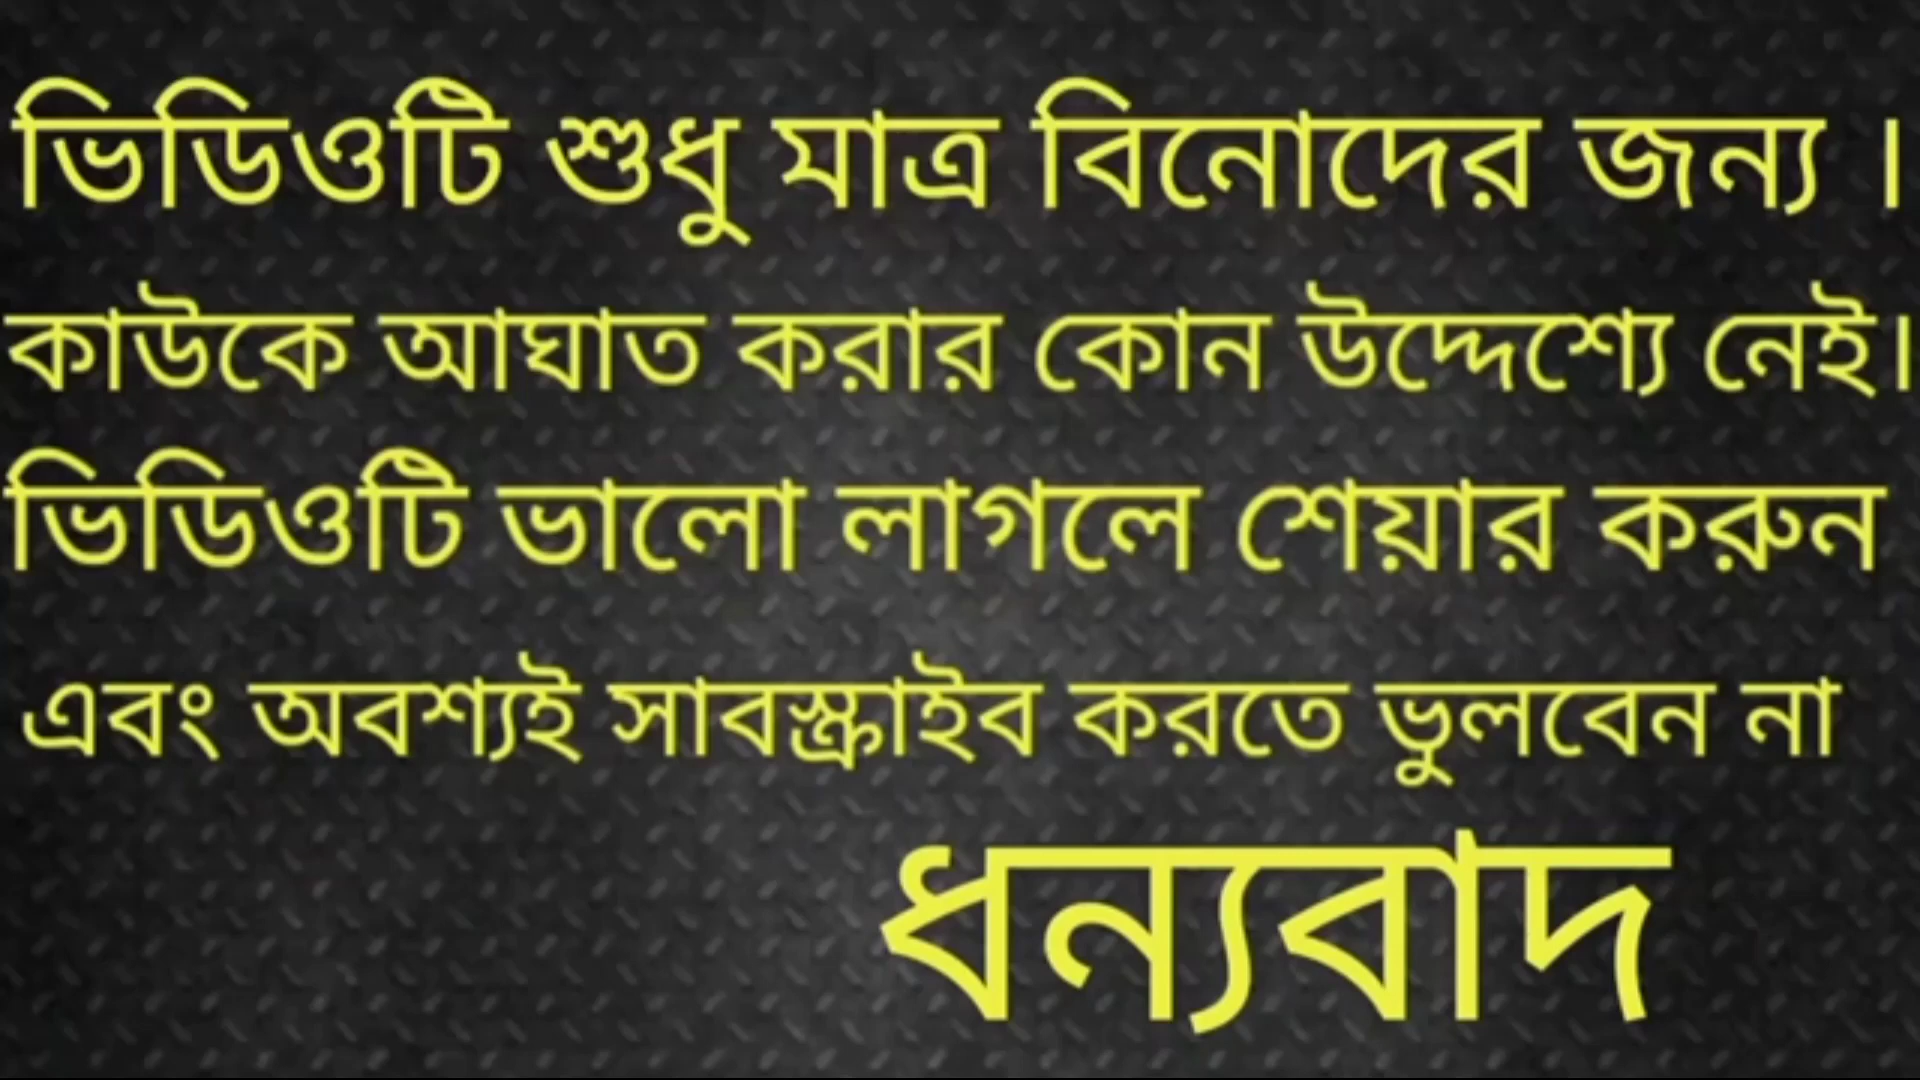 ভিডিওটি শুধু মাত্র বিনোদের জন্য ।
কাউকে আঘাত করার কোন উদ্দেশ্যে নেই।
ভিডিওটি ভালো লাগলে শেয়ার করুন
এবং অবশ্যই সাবস্ক্রাইব করতে ভুলবেন না
ধন্যবাদ